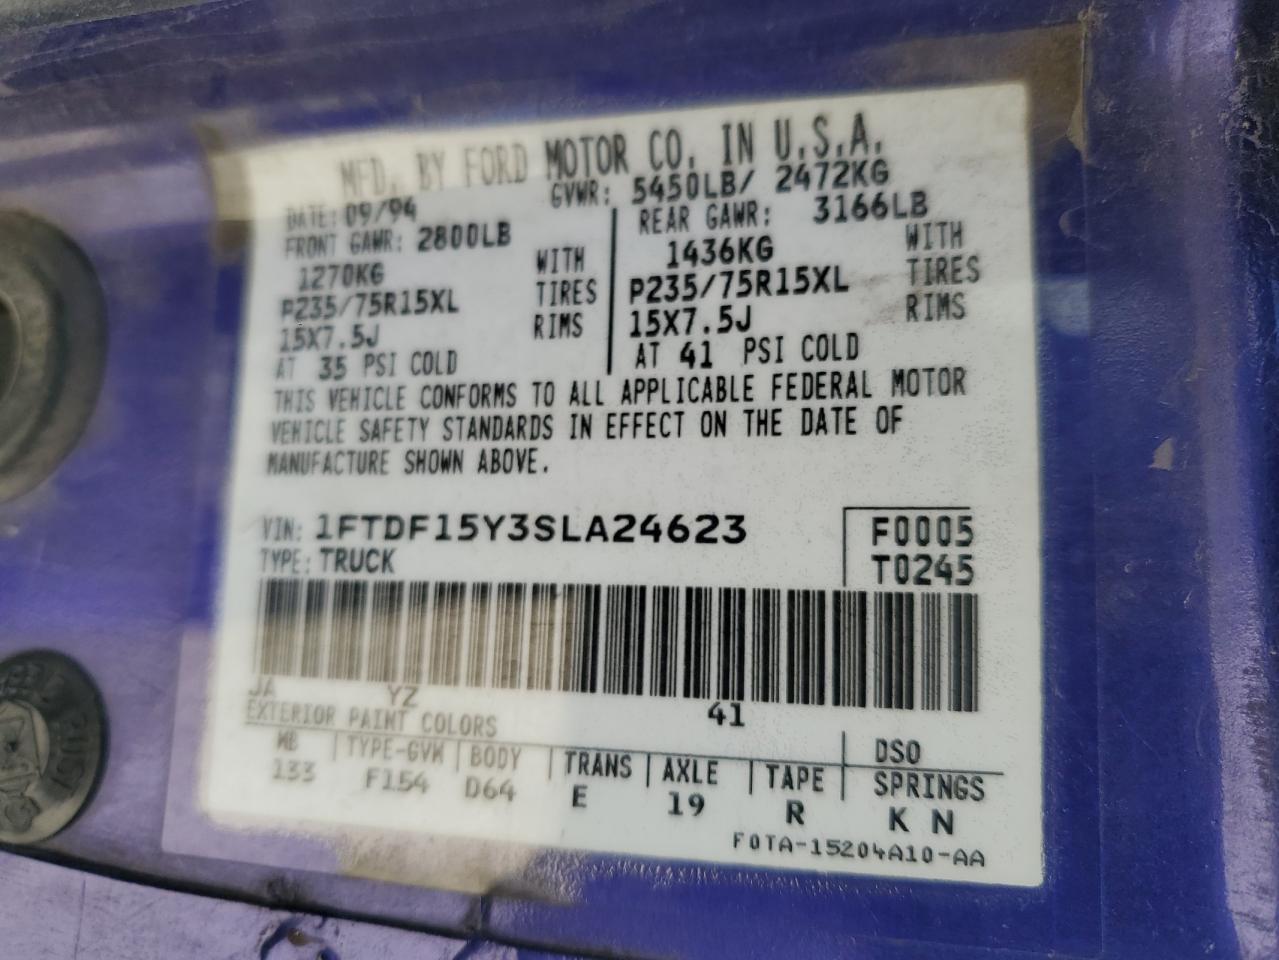 MFD. BY FORD MOTOR CO. IN U.S.A.
DATE: 09/94 GVWR: 5450LB/ 2472KG
FRONT GAWR: 2800LB REAR GAWR: 3166LB
1270KG WITH 1436KG WITH
P235/75R15XL TIRES P235/75R15XL TIRES
15X7.5J RIMS 15X7.5J RIMS
AT 35 PSI COLD AT 41 PSI COLD
THIS VEHICLE CONFORMS TO ALL APPLICABLE FEDERAL MOTOR
VEHICLE SAFETY STANDARDS IN EFFECT ON THE DATE OF
MANUFACTURE SHOWN ABOVE.
VIN: 1FTDF15Y3SLA24623 F0005
TYPE: TRUCK T0245
JA YZ 41
EXTERIOR PAINT COLORS DSO
WB TYPE-GVW BODY TRANS AXLE TAPE SPRINGS
133 F154 D64 E 19 R K N
F0TA-15204A10-AA